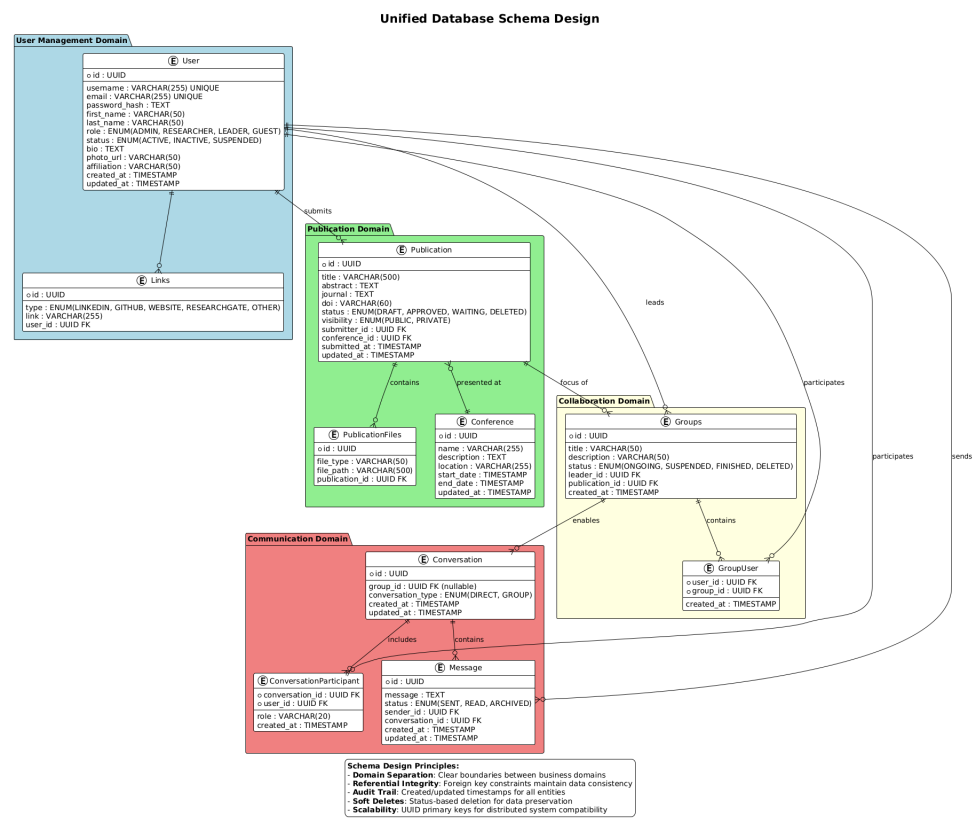 Unified Database Schema Design
User Management Domain
E User
id : UUID
username : VARCHAR(255) UNIQUE
email : VARCHAR(255) UNIQUE
password_hash : TEXT
first_name : VARCHAR(50)
last_name : VARCHAR(50)
role : ENUM(ADMIN, RESEARCHER, LEADER, GUEST)
status : ENUM(ACTIVE, INACTIVE, SUSPENDED)
bio : TEXT
photo_url : VARCHAR(50)
affiliation : VARCHAR(50)
created_at : TIMESTAMP
updated_at : TIMESTAMP
submits
E Links
id : UUID
type : ENUM(LINKEDIN, GITHUB, WEBSITE, RESEARCHGATE, OTHER)
link : VARCHAR(255)
user_id : UUID FK
Publication Domain
E Publication
id : UUID
title : VARCHAR(500)
abstract : TEXT
journal : TEXT
doi : VARCHAR(60)
status : ENUM(DRAFT, APPROVED, WAITING, DELETED)
visibility : ENUM(PUBLIC, PRIVATE)
submitter_id : UUID FK
conference_id : UUID FK
submitted_at : TIMESTAMP
updated_at : TIMESTAMP
leads
contains
presented at
focus of
participates
E PublicationFiles
id : UUID
file_type : VARCHAR(50)
file_path : VARCHAR(500)
publication_id : UUID FK
E Conference
id : UUID
name : VARCHAR(255)
description : TEXT
location : VARCHAR(255)
start_date : TIMESTAMP
end_date : TIMESTAMP
updated_at : TIMESTAMP
Collaboration Domain
E Groups
id : UUID
title : VARCHAR(50)
description : VARCHAR(50)
status : ENUM(ONGOING, SUSPENDED, FINISHED, DELETED)
leader_id : UUID FK
publication_id : UUID FK
created_at : TIMESTAMP
participates
sends
enables
contains
E GroupUser
user_id : UUID FK
group_id : UUID FK
created_at : TIMESTAMP
Communication Domain
E Conversation
id : UUID
group_id : UUID FK (nullable)
conversation_type : ENUM(DIRECT, GROUP)
created_at : TIMESTAMP
updated_at : TIMESTAMP
includes
contains
E ConversationParticipant
conversation_id : UUID FK
user_id : UUID FK
role : VARCHAR(20)
created_at : TIMESTAMP
E Message
id : UUID
message : TEXT
status : ENUM(SENT, READ, ARCHIVED)
sender_id : UUID FK
conversation_id : UUID FK
created_at : TIMESTAMP
updated_at : TIMESTAMP
Schema Design Principles:
- Domain Separation: Clear boundaries between business domains
- Referential Integrity: Foreign key constraints maintain data consistency
- Audit Trail: Created/updated timestamps for all entities
- Soft Deletes: Status-based deletion for data preservation
- Scalability: UUID primary keys for distributed system compatibility